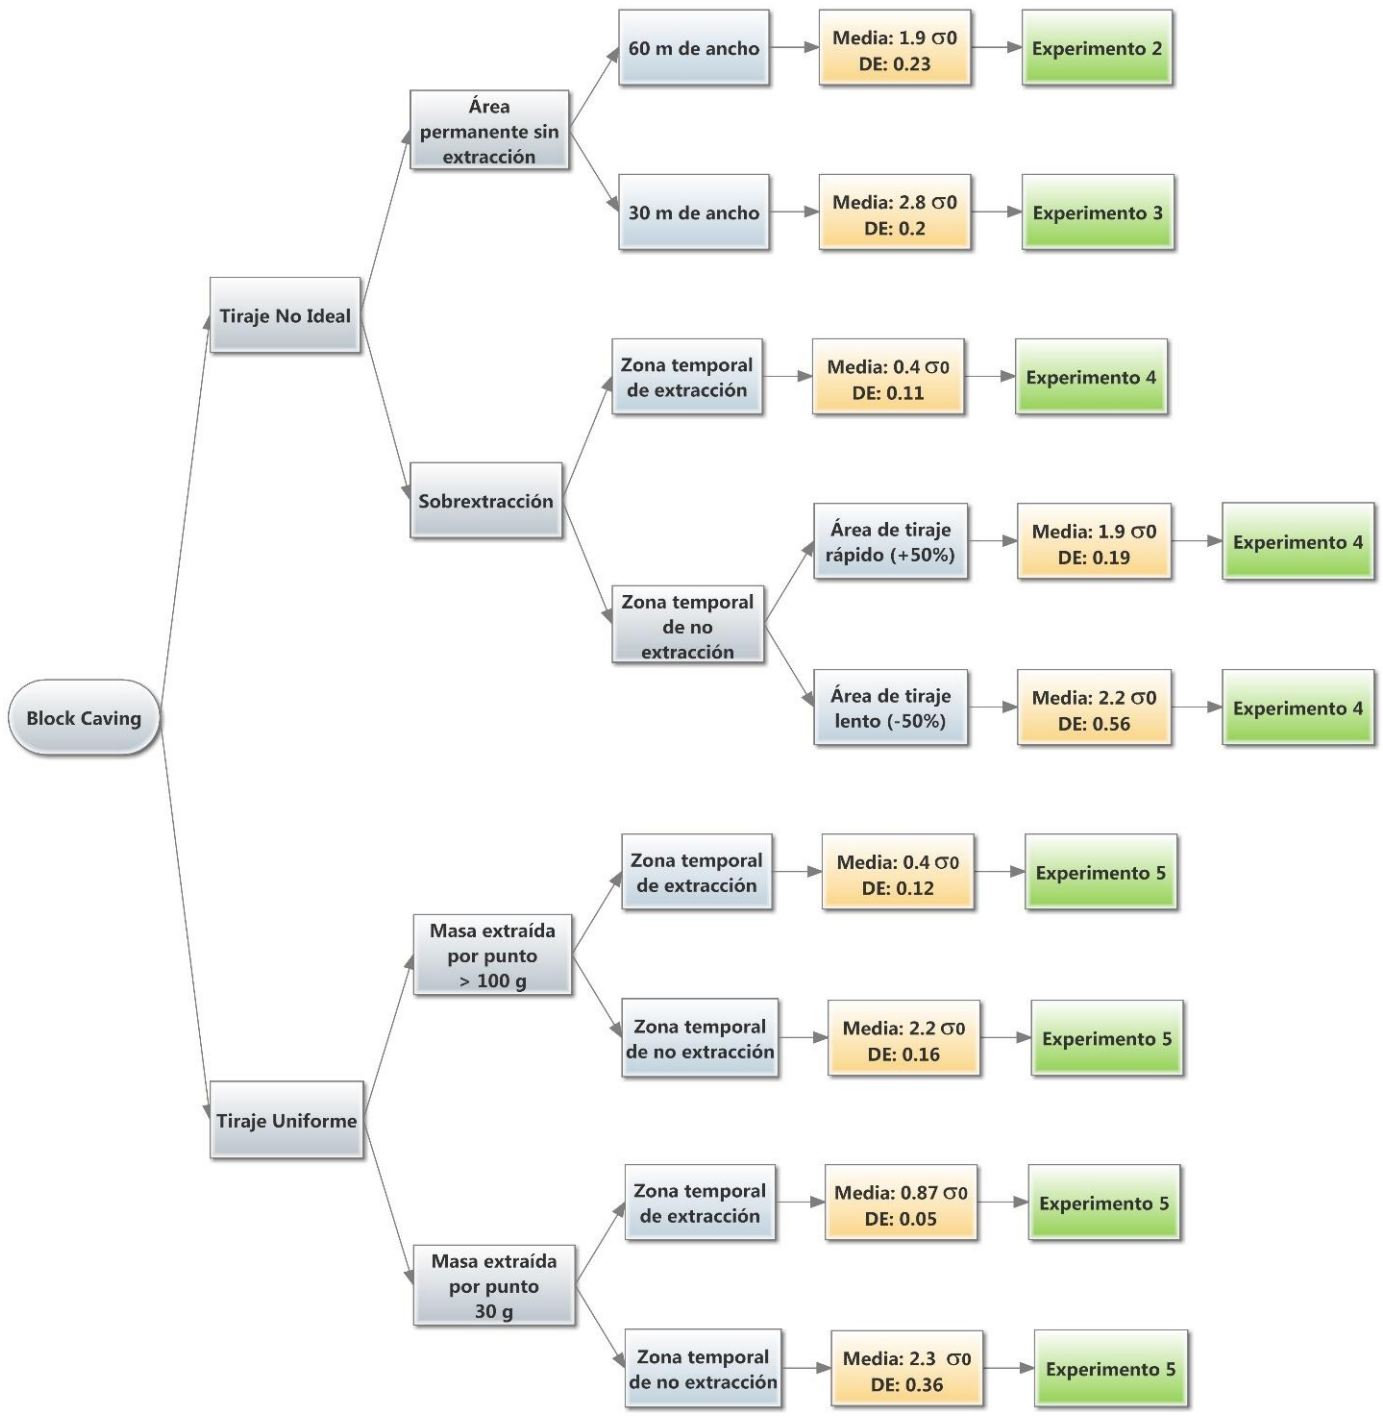 60 m de ancho
Media: 1.9 σ0
DE: 0.23
Experimento 2
Área
permanente sin
extracción
30 m de ancho
Media: 2.8 σ0
DE: 0.2
Experimento 3
Tiraje No Ideal
Zona temporal
de extracción
Media: 0.4 σ0
DE: 0.11
Experimento 4
Sobrextracción
Área de tiraje
rápido (+50%)
Media: 1.9 σ0
DE: 0.19
Experimento 4
Zona temporal
de no
extracción
Área de tiraje
lento (-50%)
Media: 2.2 σ0
DE: 0.56
Experimento 4
Block Caving
Zona temporal
de extracción
Media: 0.4 σ0
DE: 0.12
Experimento 5
Masa extraída
por punto
> 100 g
Zona temporal
de no extracción
Media: 2.2 σ0
DE: 0.16
Experimento 5
Tiraje Uniforme
Zona temporal
de extracción
Media: 0.87 σ0
DE: 0.05
Experimento 5
Masa extraída
por punto
30 g
Zona temporal
de no extracción
Media: 2.3 σ0
DE: 0.36
Experimento 5